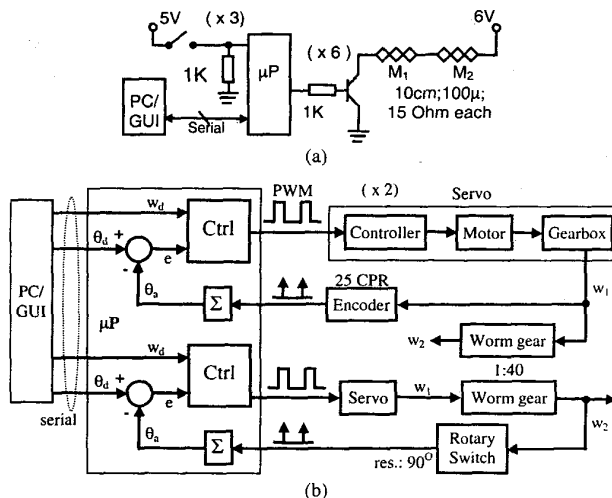 5V
( x 3)
6V
( x 6)
μP
1K
PC/
GUI
Serial
1K
M1
M2
10cm;100μ;
15 Ohm each
(a)
PWM
( x 2)
Servo
wd
Ctrl
Controller
Motor
Gearbox
θd
+
-
e
25 CPR
w1
θa
Σ
Encoder
PC/
GUI
μP
w2
Worm gear
wd
1:40
Ctrl
θd
+
-
e
Servo
w1
Worm gear
serial
w2
θa
Σ
res.: 90O
Rotary
Switch
(b)